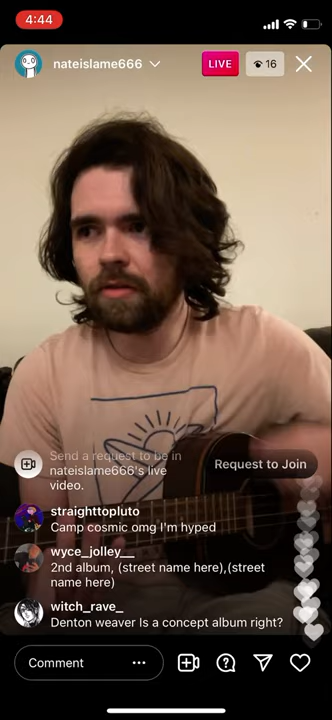 4:44
nateislame666
LIVE
16
Send a request to be in
nateislame666's live
video.
Request to Join
straighttopluto
Camp cosmic omg I'm hyped
wyce_jolley__
2nd album, (street name here),(street
name here)
witch_rave_
Denton weaver Is a concept album right?
Comment